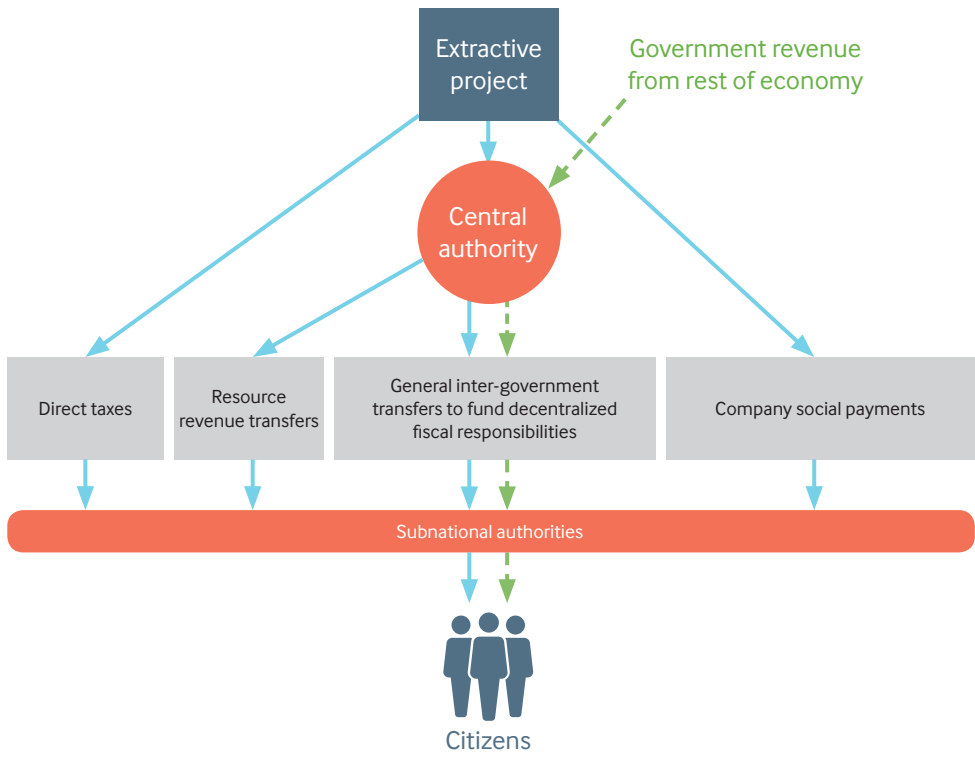 Extractive
project
Government revenue
from rest of economy
Central
authority
Direct taxes
Resource
revenue transfers
General inter-government
transfers to fund decentralized
fiscal responsibilities
Company social payments
Subnational authorities
Citizens